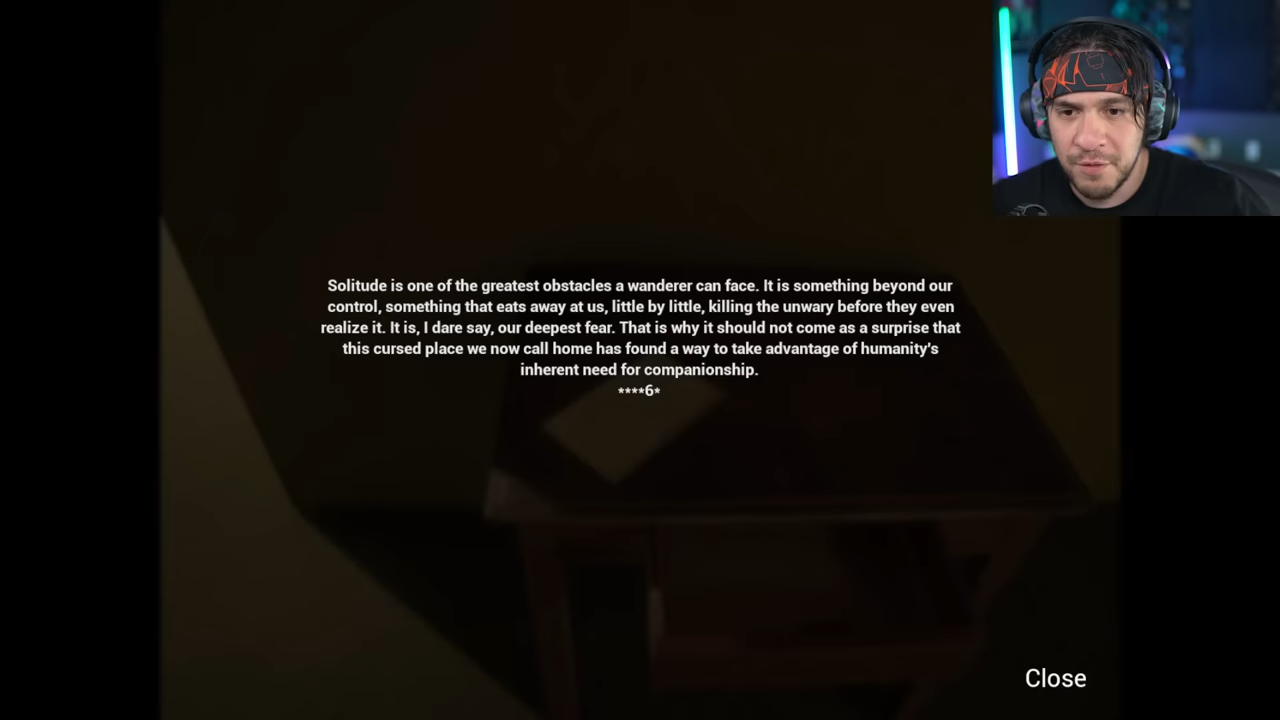 Solitude is one of the greatest obstacles a wanderer can face. It is something beyond our
control, something that eats away at us, little by little, killing the unwary before they even
realize it. It is, I dare say, our deepest fear. That is why it should not come as a surprise that
this cursed place we now call home has found a way to take advantage of humanity's
inherent need for companionship.
****6*
Close